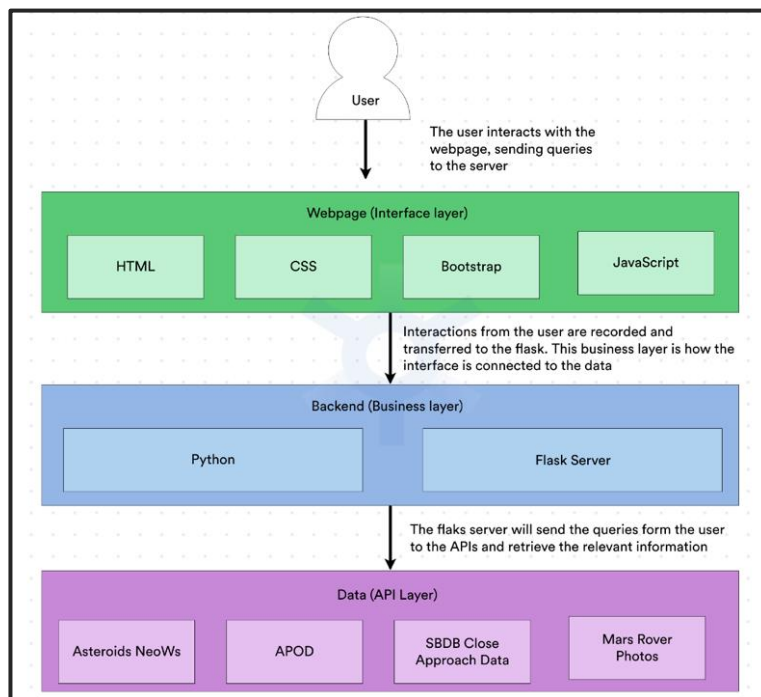 User
The user interacts with the
webpage, sending queries
to the server
Webpage (Interface layer)
HTML
CSS
Bootstrap
JavaScript
Interactions from the user are recorded and
transferred to the flask. This business layer is how the
interface is connected to the data
Backend (Business layer)
Python
Flask Server
The flaks server will send the queries form the user
to the APIs and retrieve the relevant information
Data (API Layer)
Asteroids NeoWs
APOD
SBDB Close
Approach Data
Mars Rover
Photos